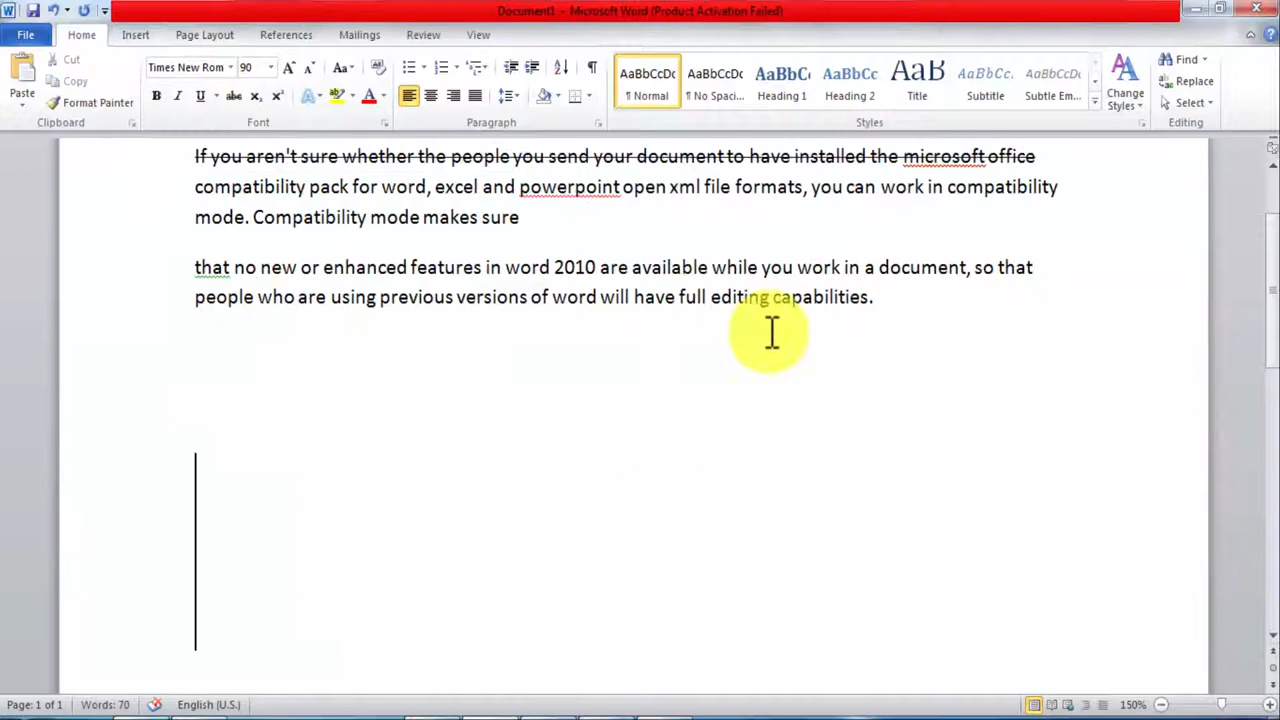 Document1 - Microsoft Word (Product Activation Failed)
File Home Insert Page Layout References Mailings Review View
Paste
Cut
Copy
Format Painter
Clipboard
Times New Rom 90
Font
Paragraph
AaBbCcDc AaBbCcDc AaBbC AaBbCc AaB AaBbCc. AaBbCcDc
¶ Normal ¶ No Spaci... Heading 1 Heading 2 Title Subtitle Subtle Em...
Change
Styles
Styles
Find
Replace
Select
Editing
If you aren't sure whether the people you send your document to have installed the microsoft office
compatibility pack for word, excel and powerpoint open xml file formats, you can work in compatibility
mode. Compatibility mode makes sure
that no new or enhanced features in word 2010 are available while you work in a document, so that
people who are using previous versions of word will have full editing capabilities.
Page: 1 of 1 Words: 70 English (U.S.) 150%